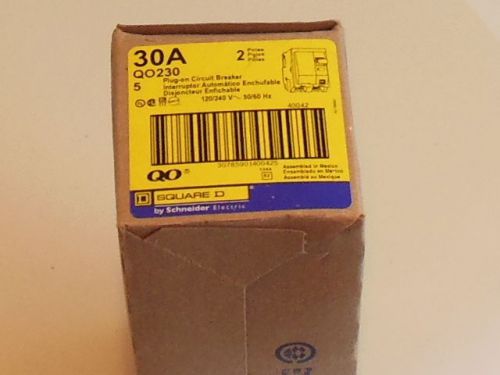 30A
QO230
5
2 Poles
Polos
Pôles
Plug-on Circuit Breaker
Interruptor Automático Enchufable
Disjoncteur Enfichable
120/240 V~, 50/60 Hz
40042
30785901400425
QO®
Assembled in Mexico
Ensamblado en México
Assemblé au Mexique
D SQUARE D
by Schneider Electric